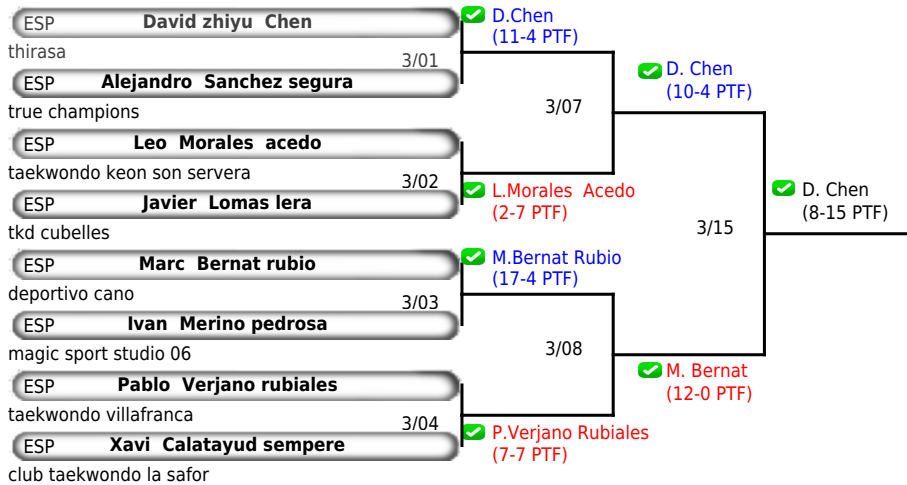 ESP David zhiyu Chen
thirasa
3/01
ESP Alejandro Sanchez segura
true champions
ESP Leo Morales acedo
taekwondo keon son servera
3/02
ESP Javier Lomas lera
tkd cubelles
ESP Marc Bernat rubio
deportivo cano
3/03
ESP Ivan Merino pedrosa
magic sport studio 06
ESP Pablo Verjano rubiales
taekwondo villafranca
3/04
ESP Xavi Calatayud sempere
club taekwondo la safor
D.Chen
(11-4 PTF)
3/07
L.Morales Acedo
(2-7 PTF)
M.Bernat Rubio
(17-4 PTF)
3/08
P.Verjano Rubiales
(7-7 PTF)
D. Chen
(10-4 PTF)
3/15
M. Bernat
(12-0 PTF)
D. Chen
(8-15 PTF)